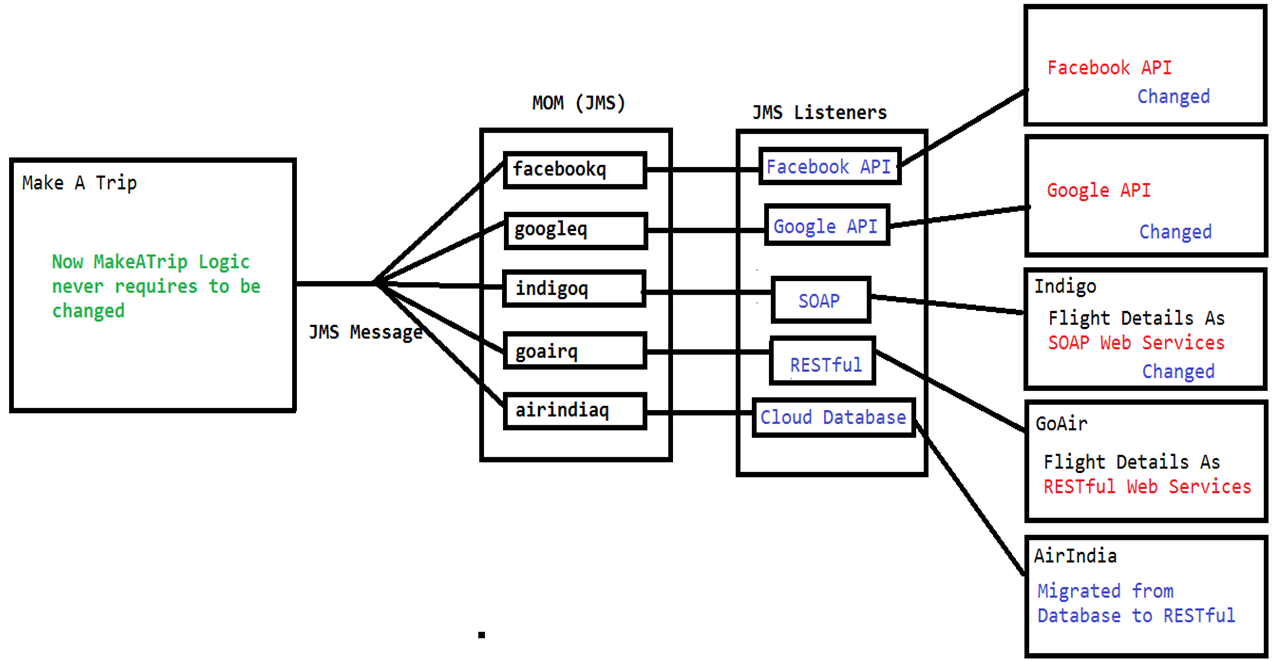 MOM (JMS)
JMS Listeners
Make A Trip
Now MakeATrip Logic
never requires to be
changed
JMS Message
facebookq
googleq
indigoq
goairq
airindiaq
Facebook API
Google API
SOAP
RESTful
Cloud Database
Facebook API
Changed
Google API
Changed
Indigo
Flight Details As
SOAP Web Services
Changed
GoAir
Flight Details As
RESTful Web Services
AirIndia
Migrated from
Database to RESTful